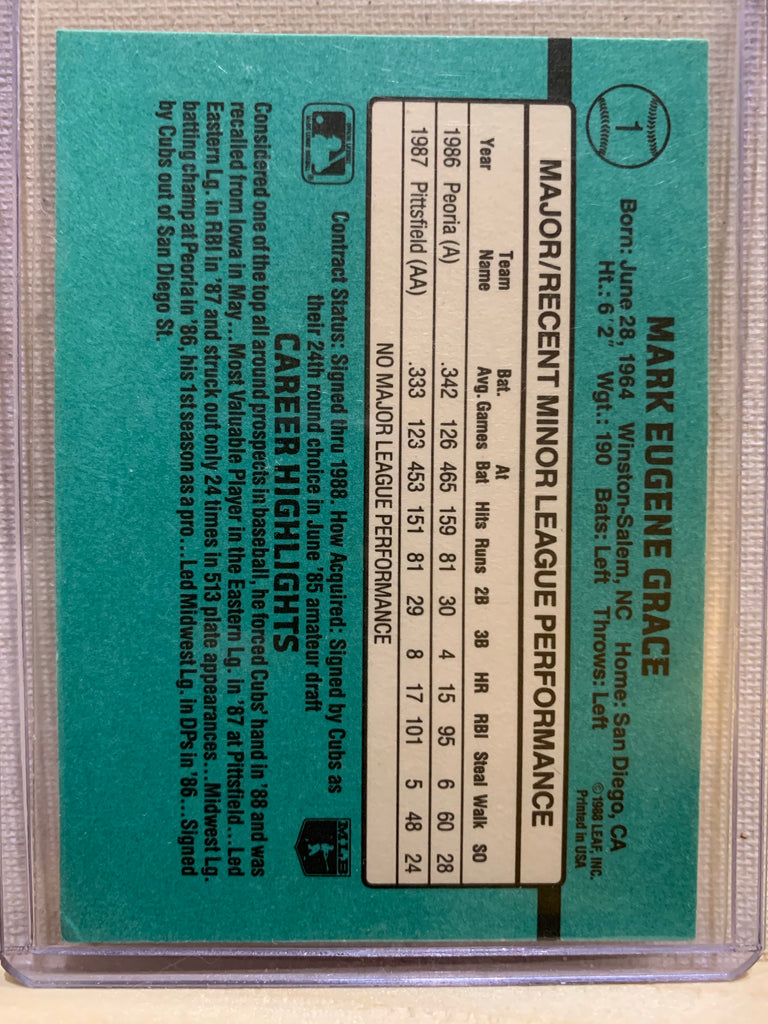 1
MARK EUGENE GRACE
Born: June 28, 1964 Winston-Salem, NC Home: San Diego, CA
Ht.: 6'2" Wgt.: 190 Bats: Left Throws: Left
©1988 LEAF, INC.
Printed in USA
MAJOR/RECENT MINOR LEAGUE PERFORMANCE
Year Team Name Bat. Avg. Games At Bat Hits Runs 2B 3B HR RBI Steal Walk SO
1986 Peoria (A) .342 126 465 159 81 30 4 15 95 6 60 28
1987 Pittsfield (AA) .333 123 453 151 81 29 8 17 101 5 48 24
NO MAJOR LEAGUE PERFORMANCE
Contract Status: Signed thru 1988. How Acquired: Signed by Cubs as
their 24th round choice in June '85 amateur draft
CAREER HIGHLIGHTS
MLB
Considered one of the top all around prospects in baseball, he forced Cubs' hand in '88 and was
recalled from Iowa in May...Most Valuable Player in the Eastern Lg. in '87 at Pittsfield...Led
Eastern Lg. in RBI in '87 and struck out only 24 times in 513 plate appearances...Midwest Lg.
batting champ at Peoria in '86, his 1st season as a pro...Led Midwest Lg. in DPs in '86...Signed
by Cubs out of San Diego St.